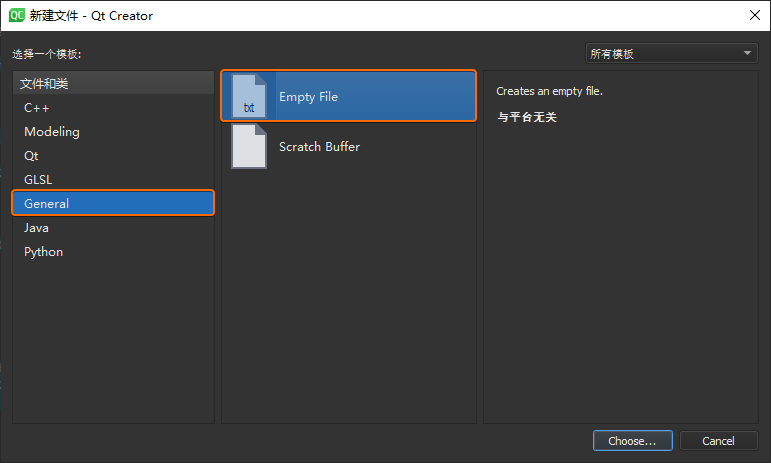 QC 新建文件 - Qt Creator
选择一个模板:
所有模板
文件和类
C++
Modeling
Qt
GLSL
General
Java
Python
txt
Empty File
Scratch Buffer
Creates an empty file.
与平台无关
Choose...
Cancel